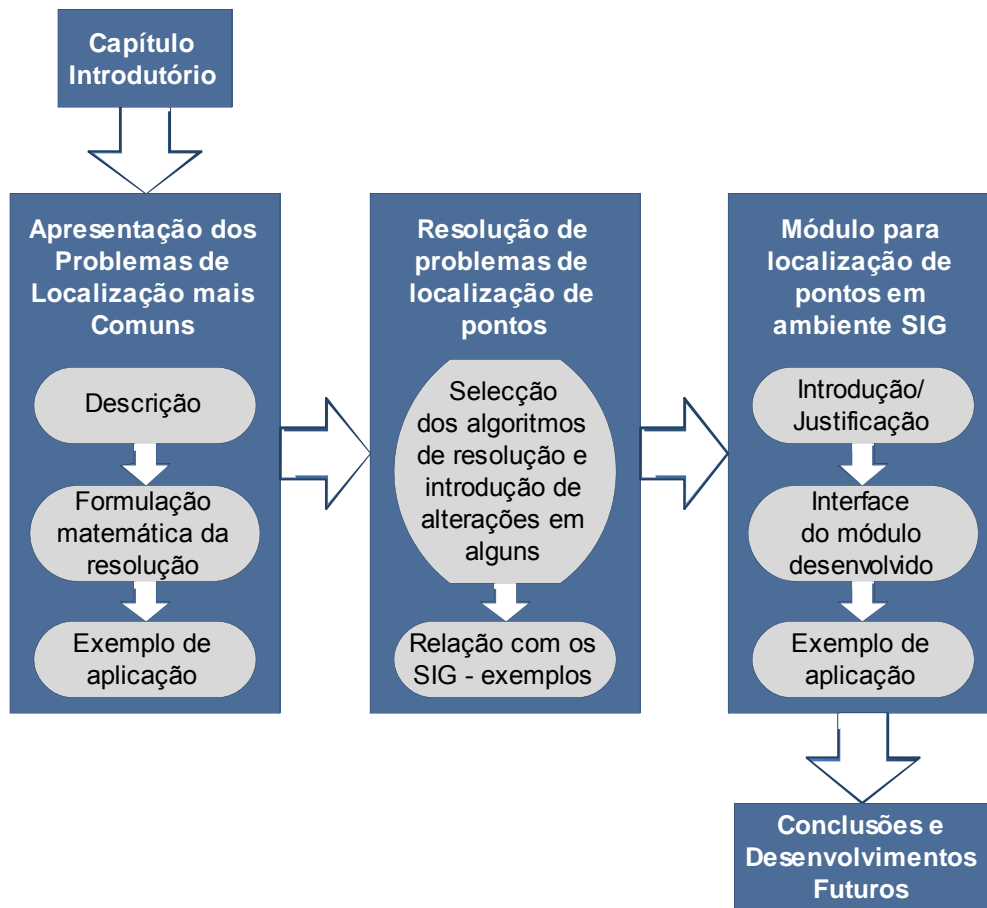 Capítulo
Introdutório
Apresentação dos
Problemas de
Localização mais
Comuns
Descrição
Formulação
matemática da
resolução
Exemplo de
aplicação
Resolução de
problemas de
localização de
pontos
Selecção
dos algoritmos
de resolução e
introdução de
alterações em
alguns
Relação com os
SIG - exemplos
Módulo para
localização de
pontos em
ambiente SIG
Introdução/
Justificação
Interface
do módulo
desenvolvido
Exemplo de
aplicação
Conclusões e
Desenvolvimentos
Futuros